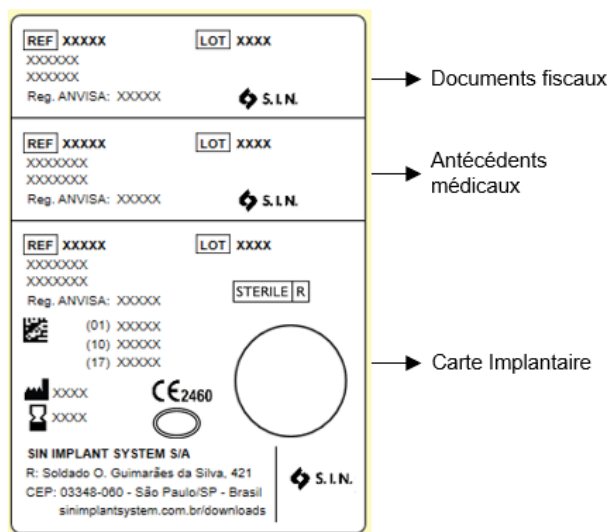 REF XXXXX LOT XXXX
XXXXXX
XXXXXX
Reg. ANVISA: XXXXX S.I.N.
Documents fiscaux
REF XXXXX LOT XXXX
XXXXXXX
XXXXXXX
Reg. ANVISA: XXXXX S.I.N.
Antécédents
médicaux
REF XXXXX LOT XXXX
XXXXXXX
XXXXXXX
Reg. ANVISA: XXXXX
STERILE R
(01) XXXXX
(10) XXXXX
(17) XXXXX
Carte Implantaire
XXXX
CE 2460
XXXX
SIN IMPLANT SYSTEM S/A
R: Soldado O. Guimarães da Silva, 421
CEP: 03348-060 - São Paulo/SP - Brasil
sinimplantsystem.com.br/downloads
S.I.N.